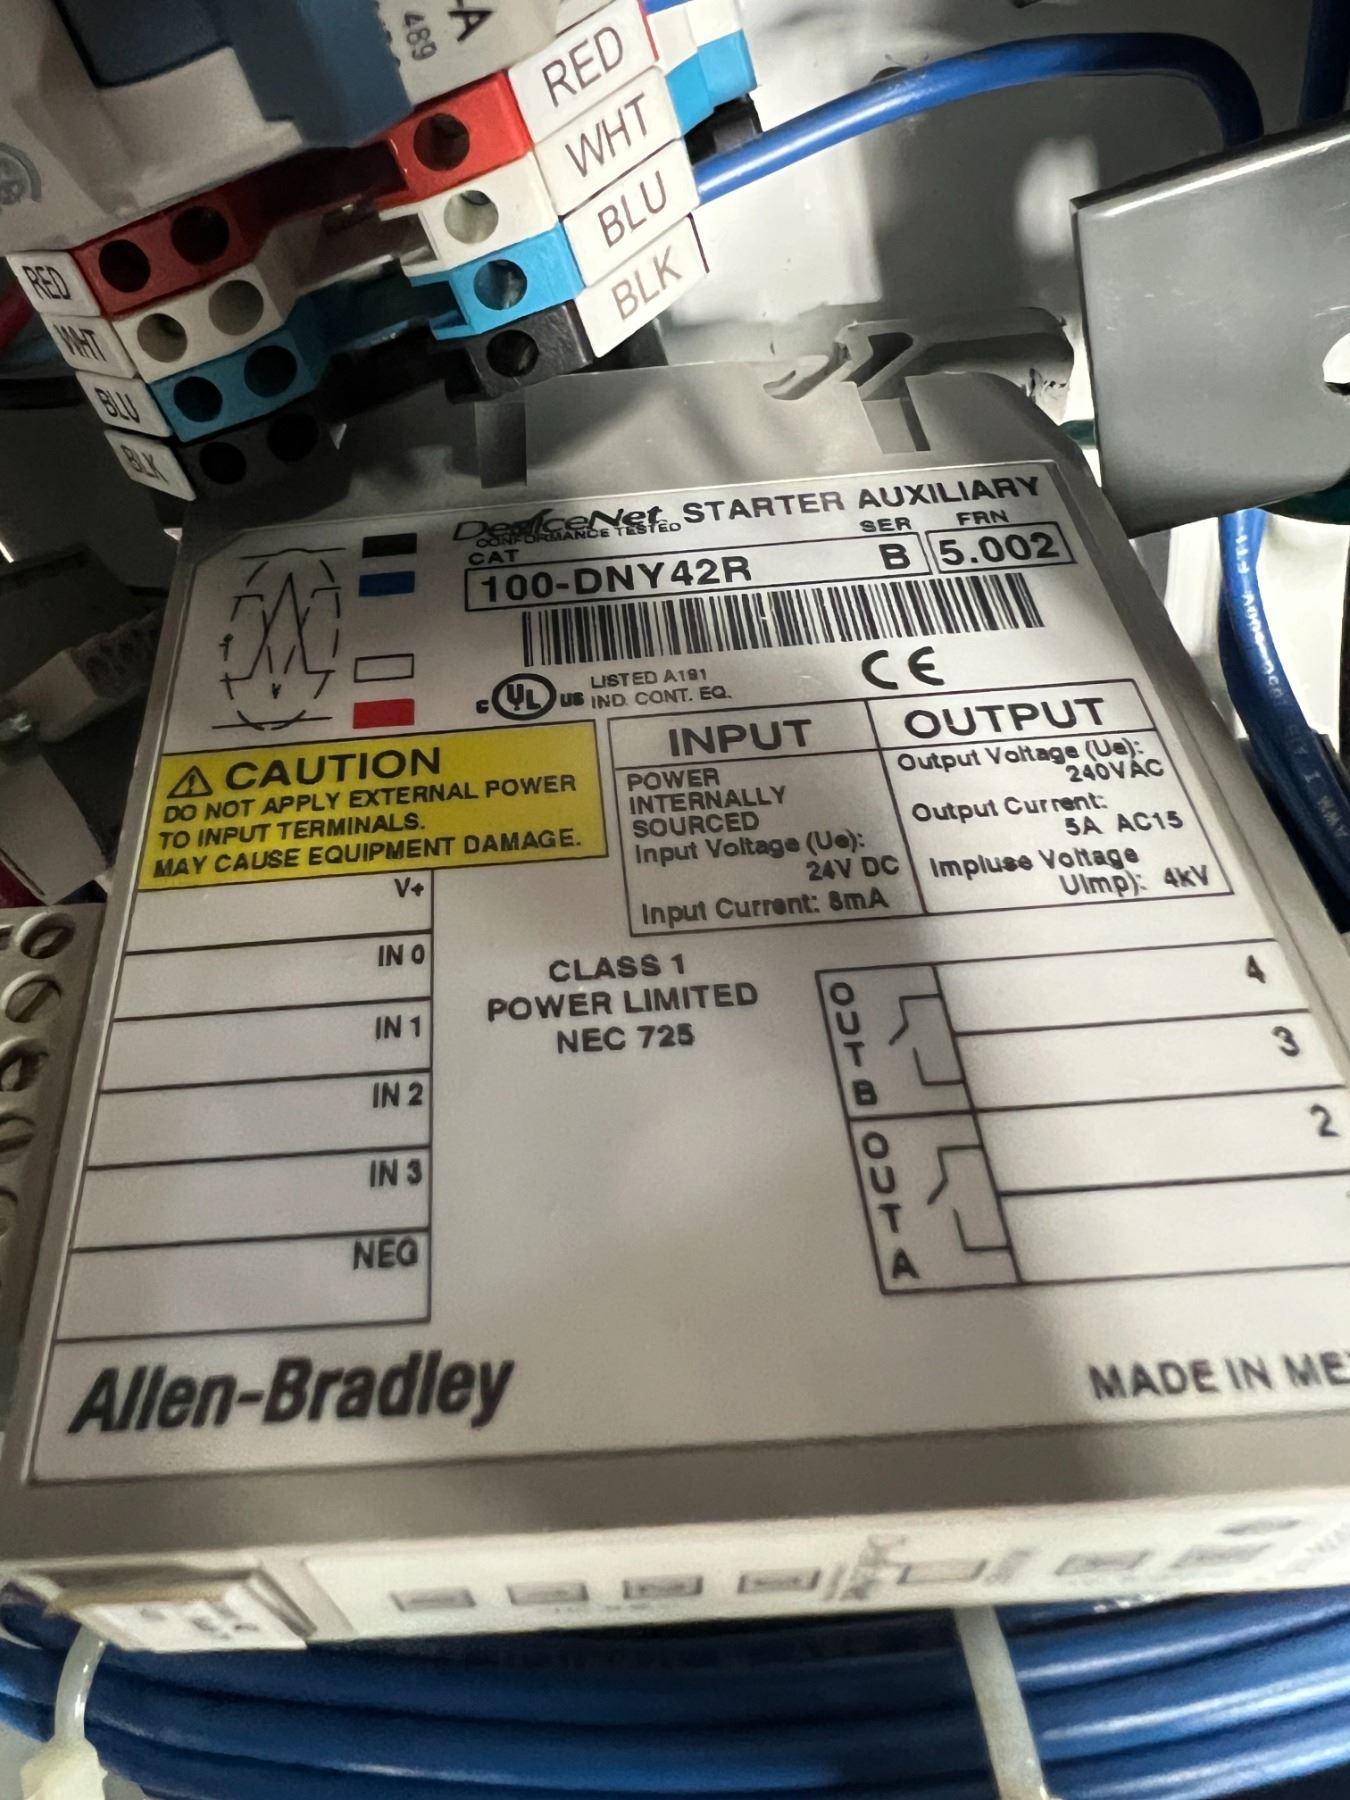 -A
489
RED
WHT
BLU
BLK
RED
WHT
BLU
BLK
DeviceNet STARTER AUXILIARY
CONFORMANCE TESTED
CAT SER FRN
100-DNY42R B 5.002
C UL US LISTED A191
IND. CONT. EQ.
CE
CAUTION
DO NOT APPLY EXTERNAL POWER
TO INPUT TERMINALS.
MAY CAUSE EQUIPMENT DAMAGE.
INPUT
POWER
INTERNALLY
SOURCED
Input Voltage (Ue):
24V DC
Input Current: 8mA
OUTPUT
Output Voltage (Ue):
240VAC
Output Current:
5A AC15
Impluse Voltage
UImp): 4kV
V+
IN 0
IN 1
IN 2
IN 3
NEG
CLASS 1
POWER LIMITED
NEC 725
OUT B
4
3
OUT A
2
Allen-Bradley
MADE IN ME